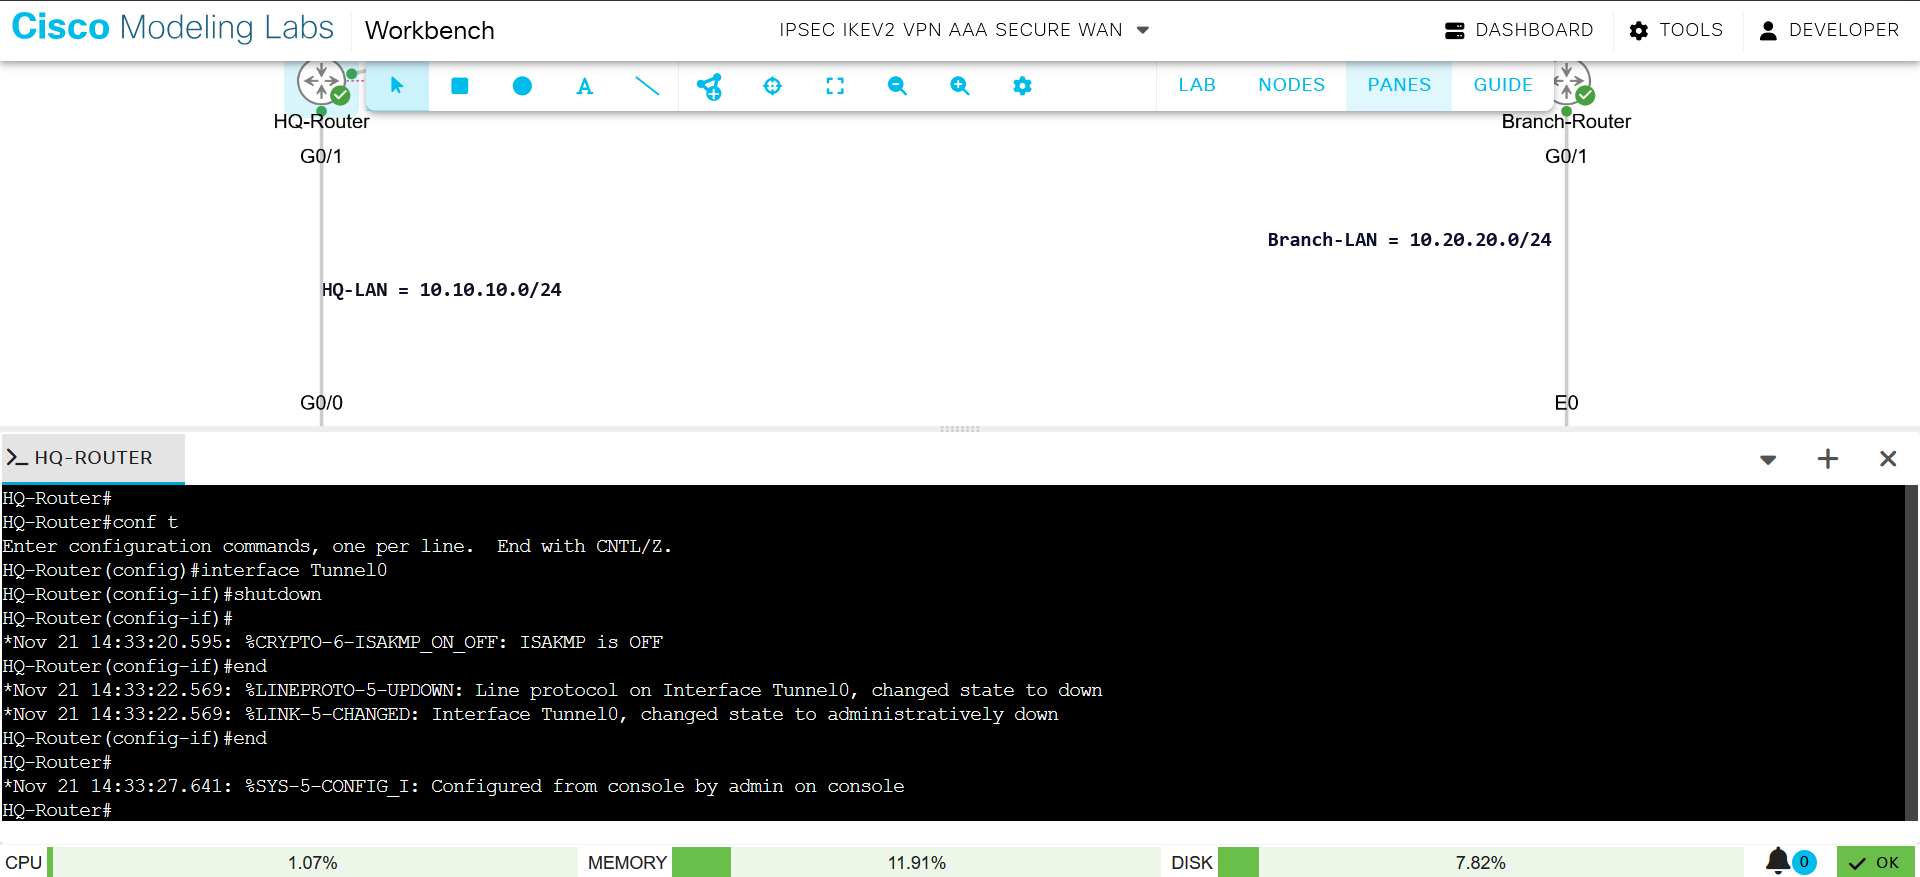 Cisco Modeling Labs Workbench IPSEC IKEV2 VPN AAA SECURE WAN DASHBOARD TOOLS DEVELOPER
A LAB NODES PANES GUIDE
HQ-Router Branch-Router
G0/1 G0/1
Branch-LAN = 10.20.20.0/24
HQ-LAN = 10.10.10.0/24
G0/0 E0
HQ-ROUTER
HQ-Router#
HQ-Router#conf t
Enter configuration commands, one per line.  End with CNTL/Z.
HQ-Router(config)#interface Tunnel0
HQ-Router(config-if)#shutdown
HQ-Router(config-if)#
*Nov 21 14:33:20.595: %CRYPTO-6-ISAKMP_ON_OFF: ISAKMP is OFF
HQ-Router(config-if)#end
*Nov 21 14:33:22.569: %LINEPROTO-5-UPDOWN: Line protocol on Interface Tunnel0, changed state to down
*Nov 21 14:33:22.569: %LINK-5-CHANGED: Interface Tunnel0, changed state to administratively down
HQ-Router(config-if)#end
HQ-Router#
*Nov 21 14:33:27.641: %SYS-5-CONFIG_I: Configured from console by admin on console
HQ-Router#
CPU 1.07% MEMORY 11.91% DISK 7.82% 0 OK